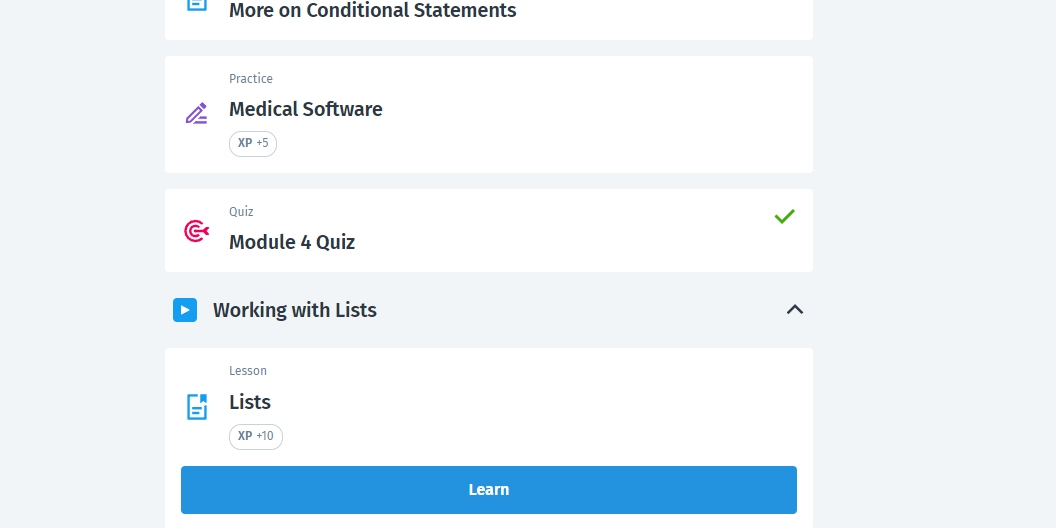 More on Conditional Statements
Practice
Medical Software
XP +5
Quiz
Module 4 Quiz
Working with Lists
Lesson
Lists
XP +10
Learn